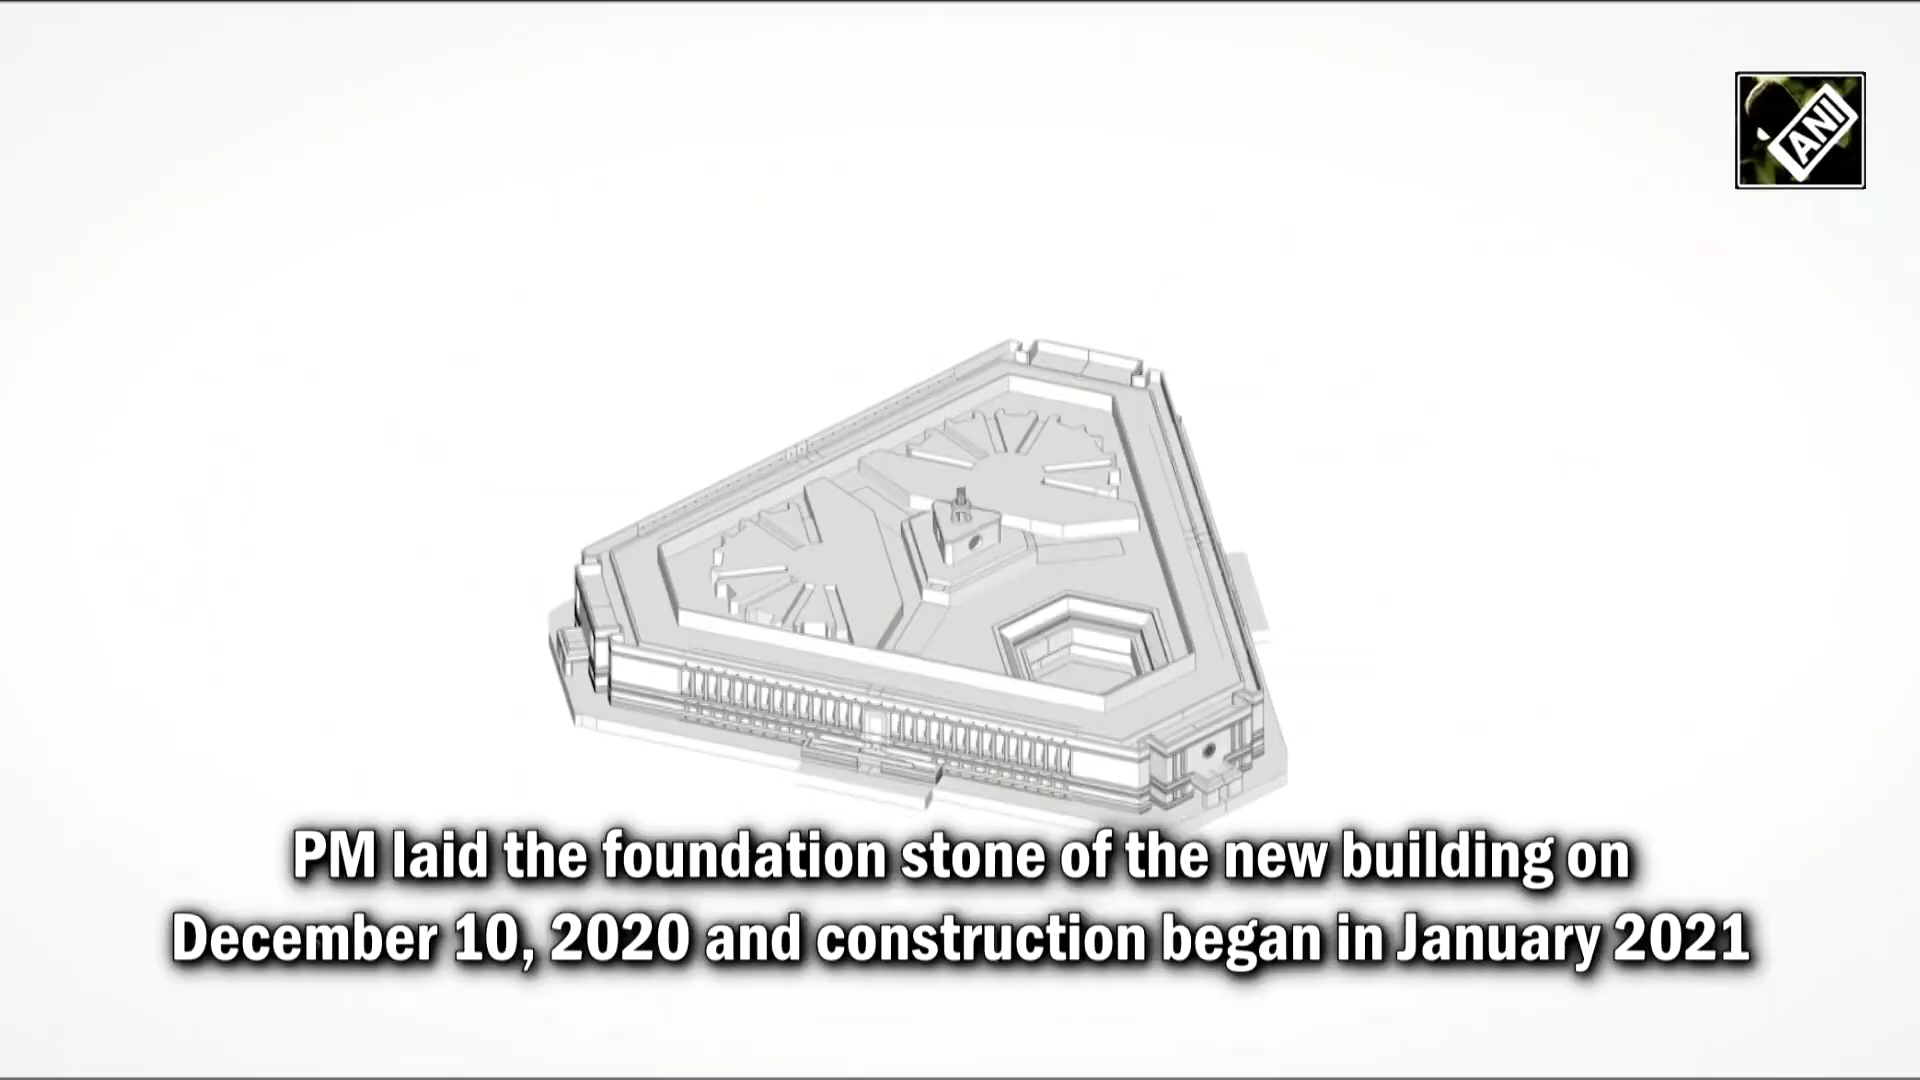 ANI
PM laid the foundation stone of the new building on
December 10, 2020 and construction began in January 2021